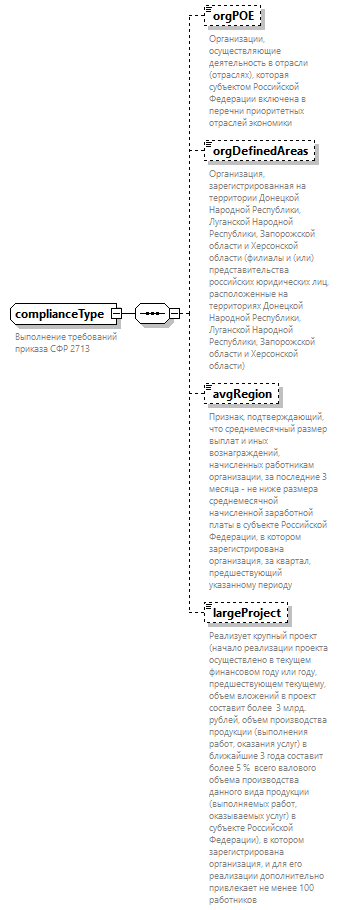 orgPOE
Организации,
осуществляющие
деятельность в отрасли
(отраслях), которая
субъектом Российской
Федерации включена в
перечни приоритетных
отраслей экономики
orgDefinedAreas
Организация,
зарегистрированная на
территории Донецкой
Народной Республики,
Луганской Народной
Республики, Запорожской
области и Херсонской
области (филиалы и (или)
представительства
российских юридических лиц,
расположенные на
территориях Донецкой
Народной Республики,
Луганской Народной
Республики, Запорожской
области и Херсонской
области)
complianceType
Выполнение требований
приказа СФР 2713
avgRegion
Признак, подтверждающий,
что среднемесячный размер
выплат и иных
вознаграждений,
начисленных работникам
организации, за последние 3
месяца - не ниже размера
среднемесячной
начисленной заработной
платы в субъекте Российской
Федерации, в котором
зарегистрирована
организация, за квартал,
предшествующий
указанному периоду
largeProject
Реализует крупный проект
(начало реализации проекта
осуществлено в текущем
финансовом году или году,
предшествующем текущему,
объем вложений в проект
составит более 3 млрд.
рублей, объем производства
продукции (выполнения
работ, оказания услуг) в
ближайшие 3 года составит
более 5 % всего валового
объема производства
данного вида продукции
(выполняемых работ,
оказываемых услуг) в
субъекте Российской
Федерации), в котором
зарегистрирована
организация, и для его
реализации дополнительно
привлекает не менее 100
работников